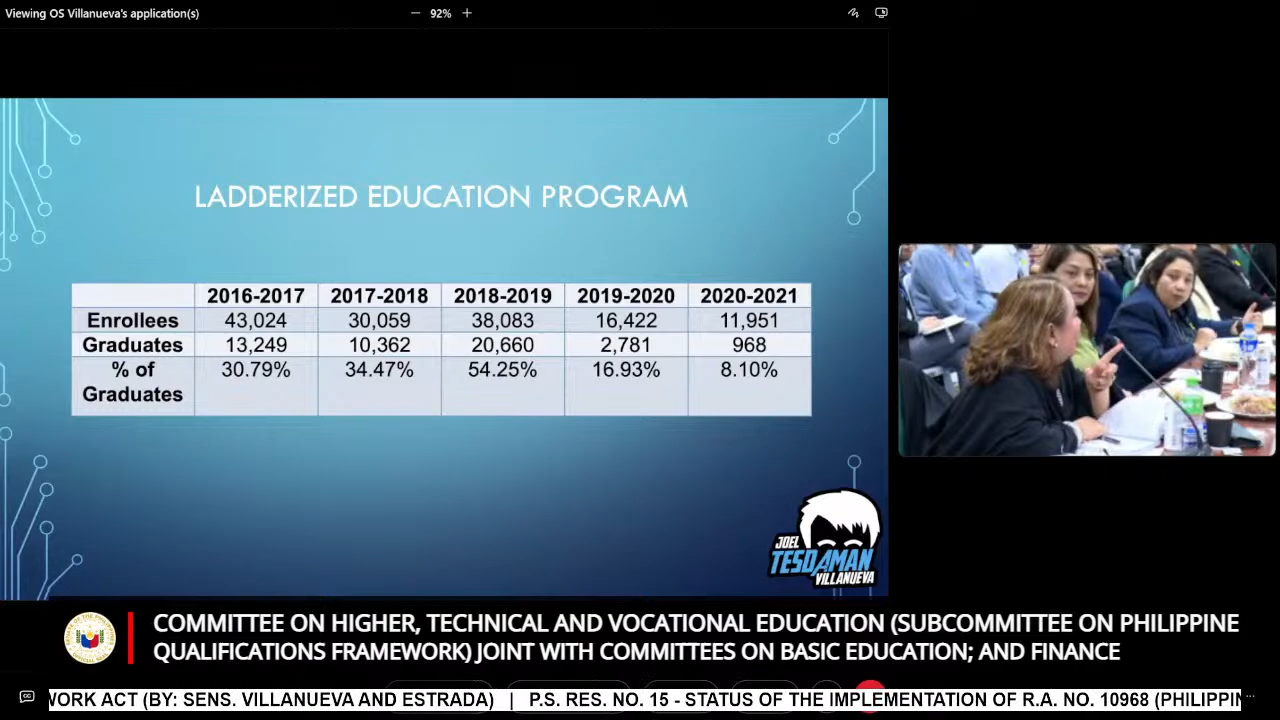 Viewing OS Villanueva's application(s)
− 92% +
LADDERIZED EDUCATION PROGRAM
2016-2017 2017-2018 2018-2019 2019-2020 2020-2021
Enrollees 43,024 30,059 38,083 16,422 11,951
Graduates 13,249 10,362 20,660 2,781 968
% of 30.79% 34.47% 54.25% 16.93% 8.10%
Graduates
JOEL
TESDAMAN
VILLANUEVA
COMMITTEE ON HIGHER, TECHNICAL AND VOCATIONAL EDUCATION (SUBCOMMITTEE ON PHILIPPINE
QUALIFICATIONS FRAMEWORK) JOINT WITH COMMITTEES ON BASIC EDUCATION; AND FINANCE
WORK ACT (BY: SENS. VILLANUEVA AND ESTRADA) | P.S. RES. NO. 15 - STATUS OF THE IMPLEMENTATION OF R.A. NO. 10968 (PHILIPPIN